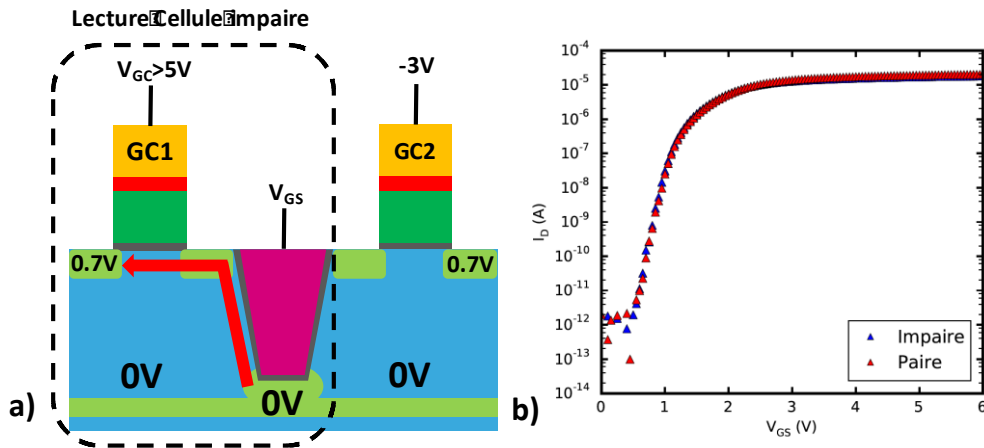 Lecture Cellule Impaire
V_GC>5V
-3V
GC1
GC2
V_GS
0.7V
0.7V
0V
0V
0V
a)
b)
I_D (A)
10^-4
10^-5
10^-6
10^-7
10^-8
10^-9
10^-10
10^-11
10^-12
10^-13
10^-14
0 1 2 3 4 5 6
V_GS (V)
Impaire
Paire